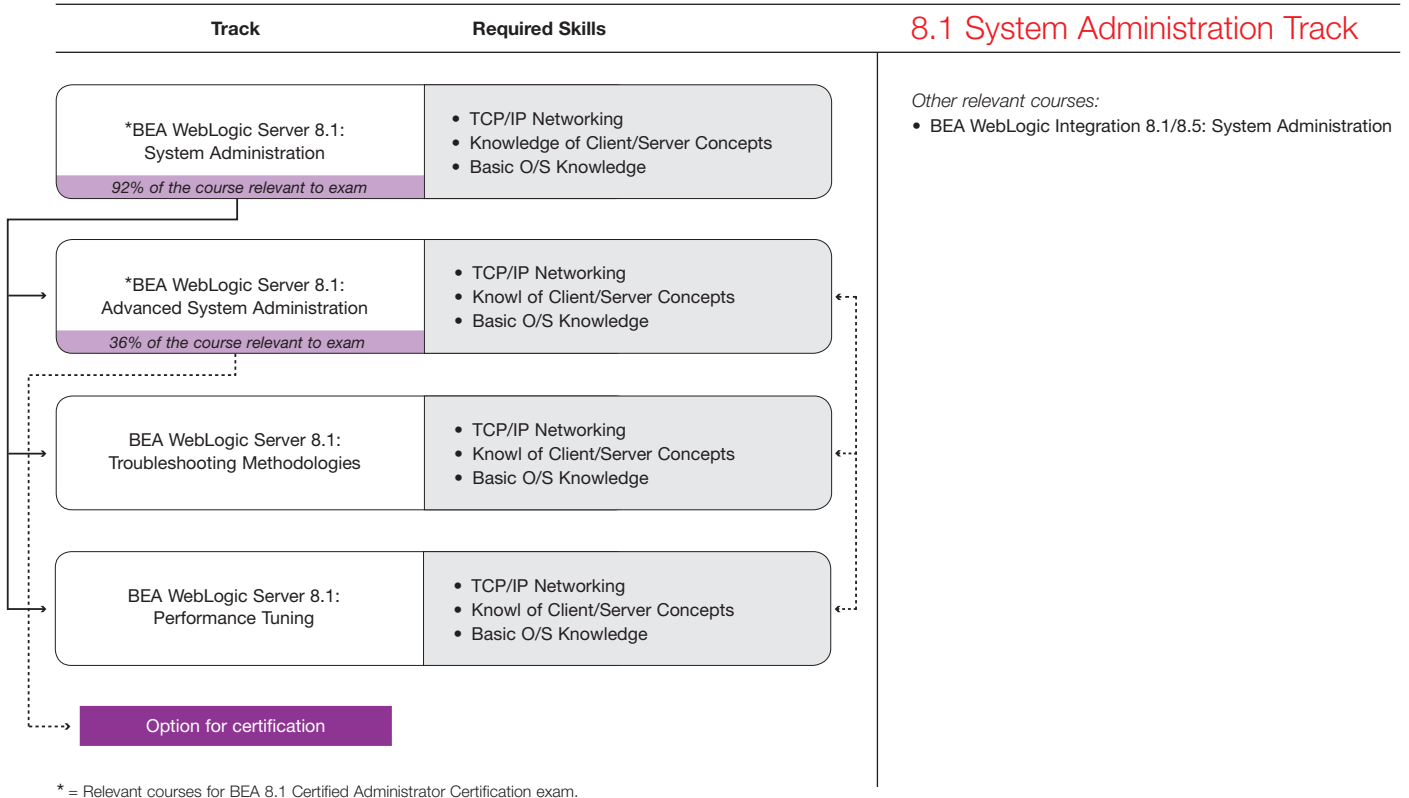 Track Required Skills 8.1 System Administration Track
*BEA WebLogic Server 8.1:
System Administration
92% of the course relevant to exam
• TCP/IP Networking
• Knowledge of Client/Server Concepts
• Basic O/S Knowledge
Other relevant courses:
• BEA WebLogic Integration 8.1/8.5: System Administration
*BEA WebLogic Server 8.1:
Advanced System Administration
36% of the course relevant to exam
• TCP/IP Networking
• Knowl of Client/Server Concepts
• Basic O/S Knowledge
BEA WebLogic Server 8.1:
Troubleshooting Methodologies
• TCP/IP Networking
• Knowl of Client/Server Concepts
• Basic O/S Knowledge
BEA WebLogic Server 8.1:
Performance Tuning
• TCP/IP Networking
• Knowl of Client/Server Concepts
• Basic O/S Knowledge
Option for certification
* = Relevant courses for BEA 8.1 Certified Administrator Certification exam.